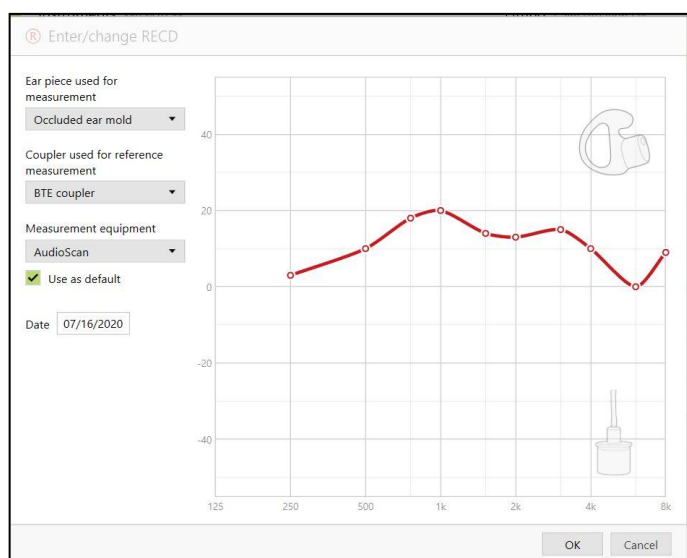 ® Enter/change RECD
Ear piece used for
measurement
Occluded ear mold
Coupler used for reference
measurement
BTE coupler
Measurement equipment
AudioScan
Use as default
Date 07/16/2020
40
20
0
-20
-40
125 250 500 1k 2k 4k 8k
OK Cancel